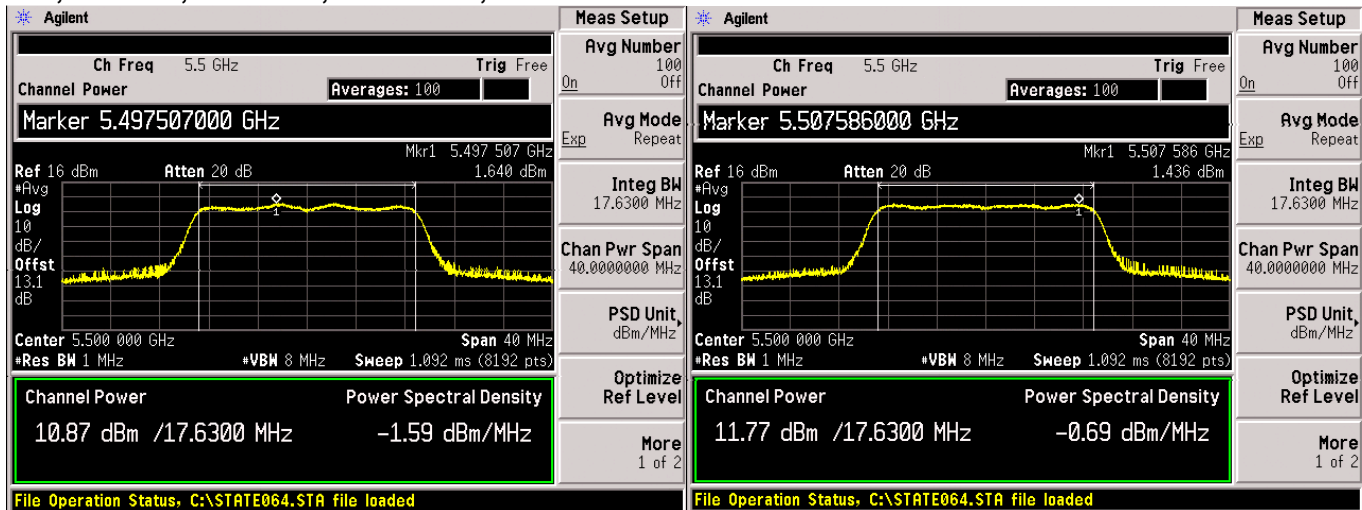 Agilent
Ch Freq 5.5 GHz Trig Free
Channel Power Averages: 100
Marker 5.497507000 GHz
Mkr1 5.497 507 GHz
Ref 16 dBm Atten 20 dB 1.640 dBm
#Avg
Log
10
dB/
Offst
13.1
dB
1
Center 5.500 000 GHz Span 40 MHz
#Res BW 1 MHz #VBW 8 MHz Sweep 1.092 ms (8192 pts)
Channel Power Power Spectral Density
10.87 dBm /17.6300 MHz -1.59 dBm/MHz
File Operation Status, C:\STATE064.STA file loaded
Meas Setup
Avg Number
100
On Off
Avg Mode
Exp Repeat
Integ BW
17.6300 MHz
Chan Pwr Span
40.0000000 MHz
PSD Unit
dBm/MHz
Optimize
Ref Level
More
1 of 2
Agilent
Ch Freq 5.5 GHz Trig Free
Channel Power Averages: 100
Marker 5.507586000 GHz
Mkr1 5.507 586 GHz
Ref 16 dBm Atten 20 dB 1.436 dBm
#Avg
Log
10
dB/
Offst
13.1
dB
1
Center 5.500 000 GHz Span 40 MHz
#Res BW 1 MHz #VBW 8 MHz Sweep 1.092 ms (8192 pts)
Channel Power Power Spectral Density
11.77 dBm /17.6300 MHz -0.69 dBm/MHz
File Operation Status, C:\STATE064.STA file loaded
Meas Setup
Avg Number
100
On Off
Avg Mode
Exp Repeat
Integ BW
17.6300 MHz
Chan Pwr Span
40.0000000 MHz
PSD Unit
dBm/MHz
Optimize
Ref Level
More
1 of 2